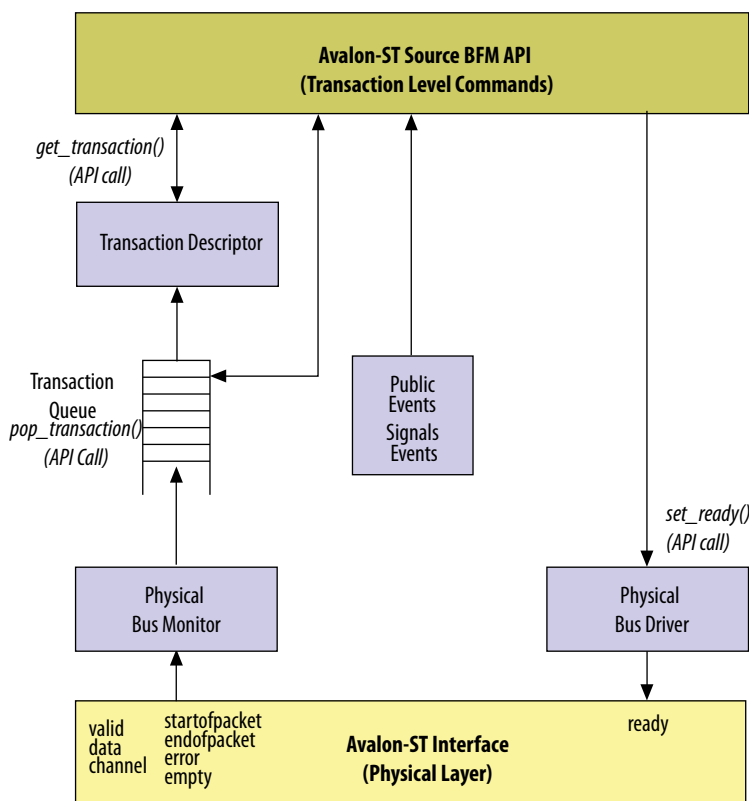 Avalon-ST Source BFM API
(Transaction Level Commands)
get_transaction()
(API call)
Transaction Descriptor
Transaction
Queue
pop_transaction()
(API Call)
Public
Events
Signals
Events
set_ready()
(API call)
Physical
Bus Monitor
Physical
Bus Driver
valid
data
channel
startofpacket
endofpacket
error
empty
Avalon-ST Interface
(Physical Layer)
ready